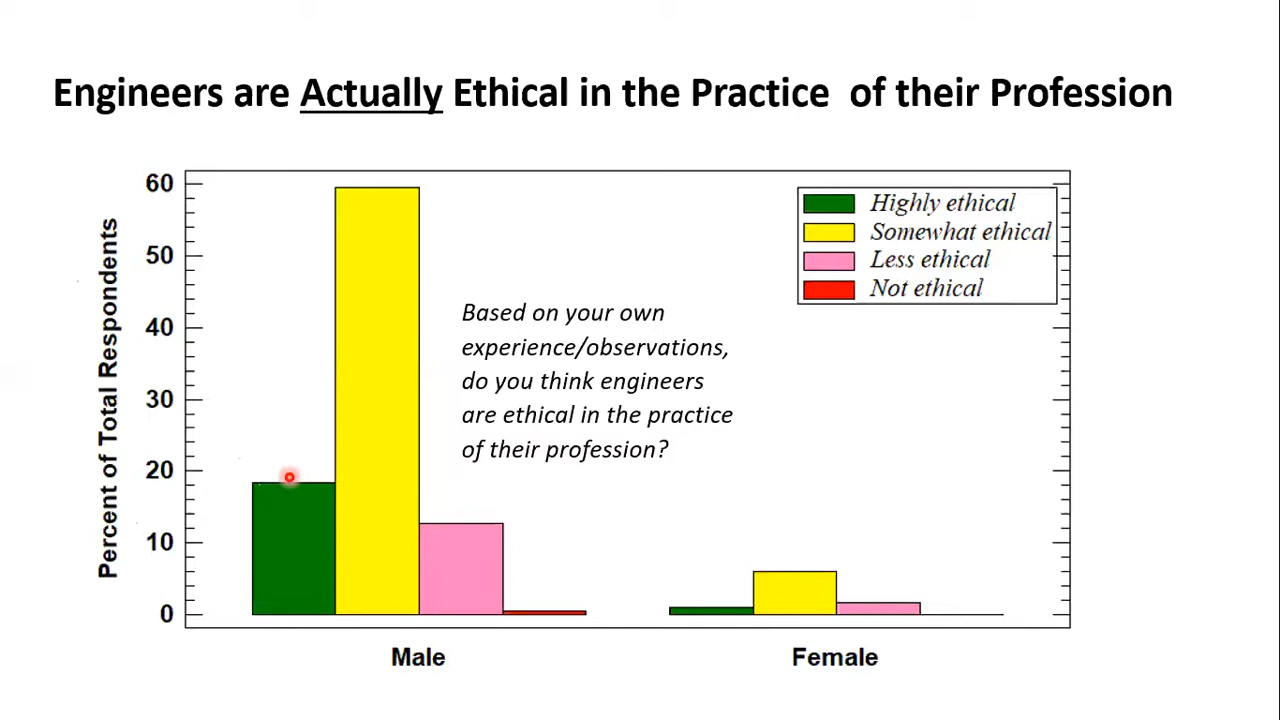 Engineers are Actually Ethical in the Practice of their Profession
60
50
40
30
20
10
0
Percent of Total Respondents
Highly ethical
Somewhat ethical
Less ethical
Not ethical
Based on your own
experience/observations,
do you think engineers
are ethical in the practice
of their profession?
Male
Female